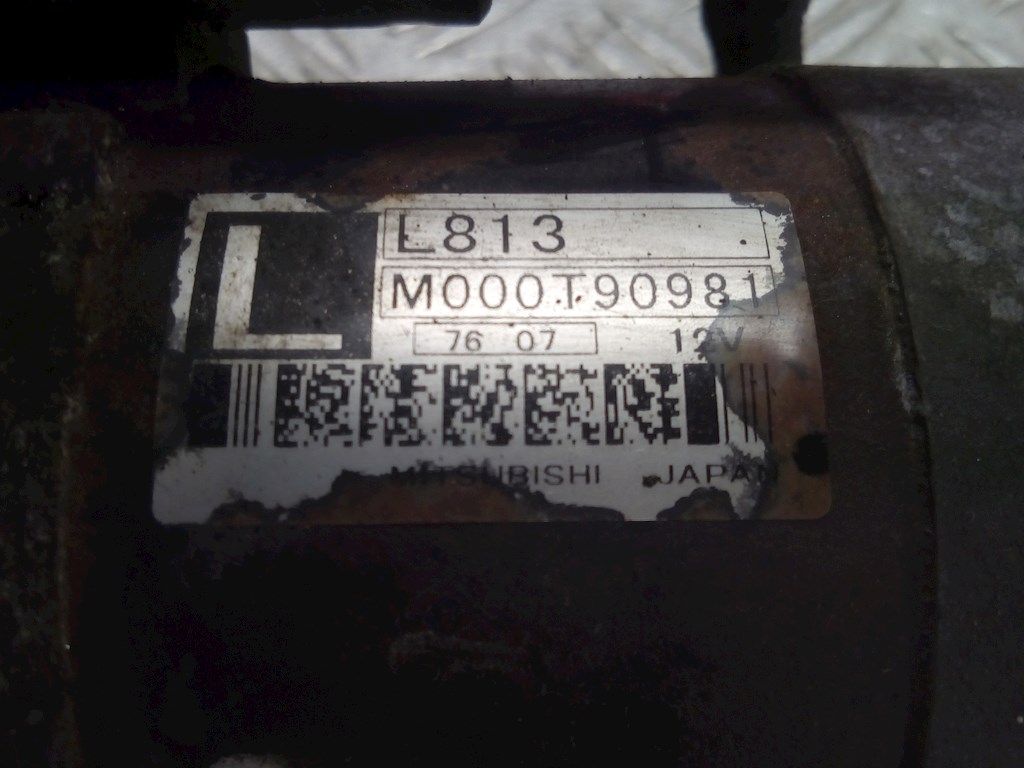 L
L813
M000T90981
76 07 12V
MITSUBISHI JAPAN